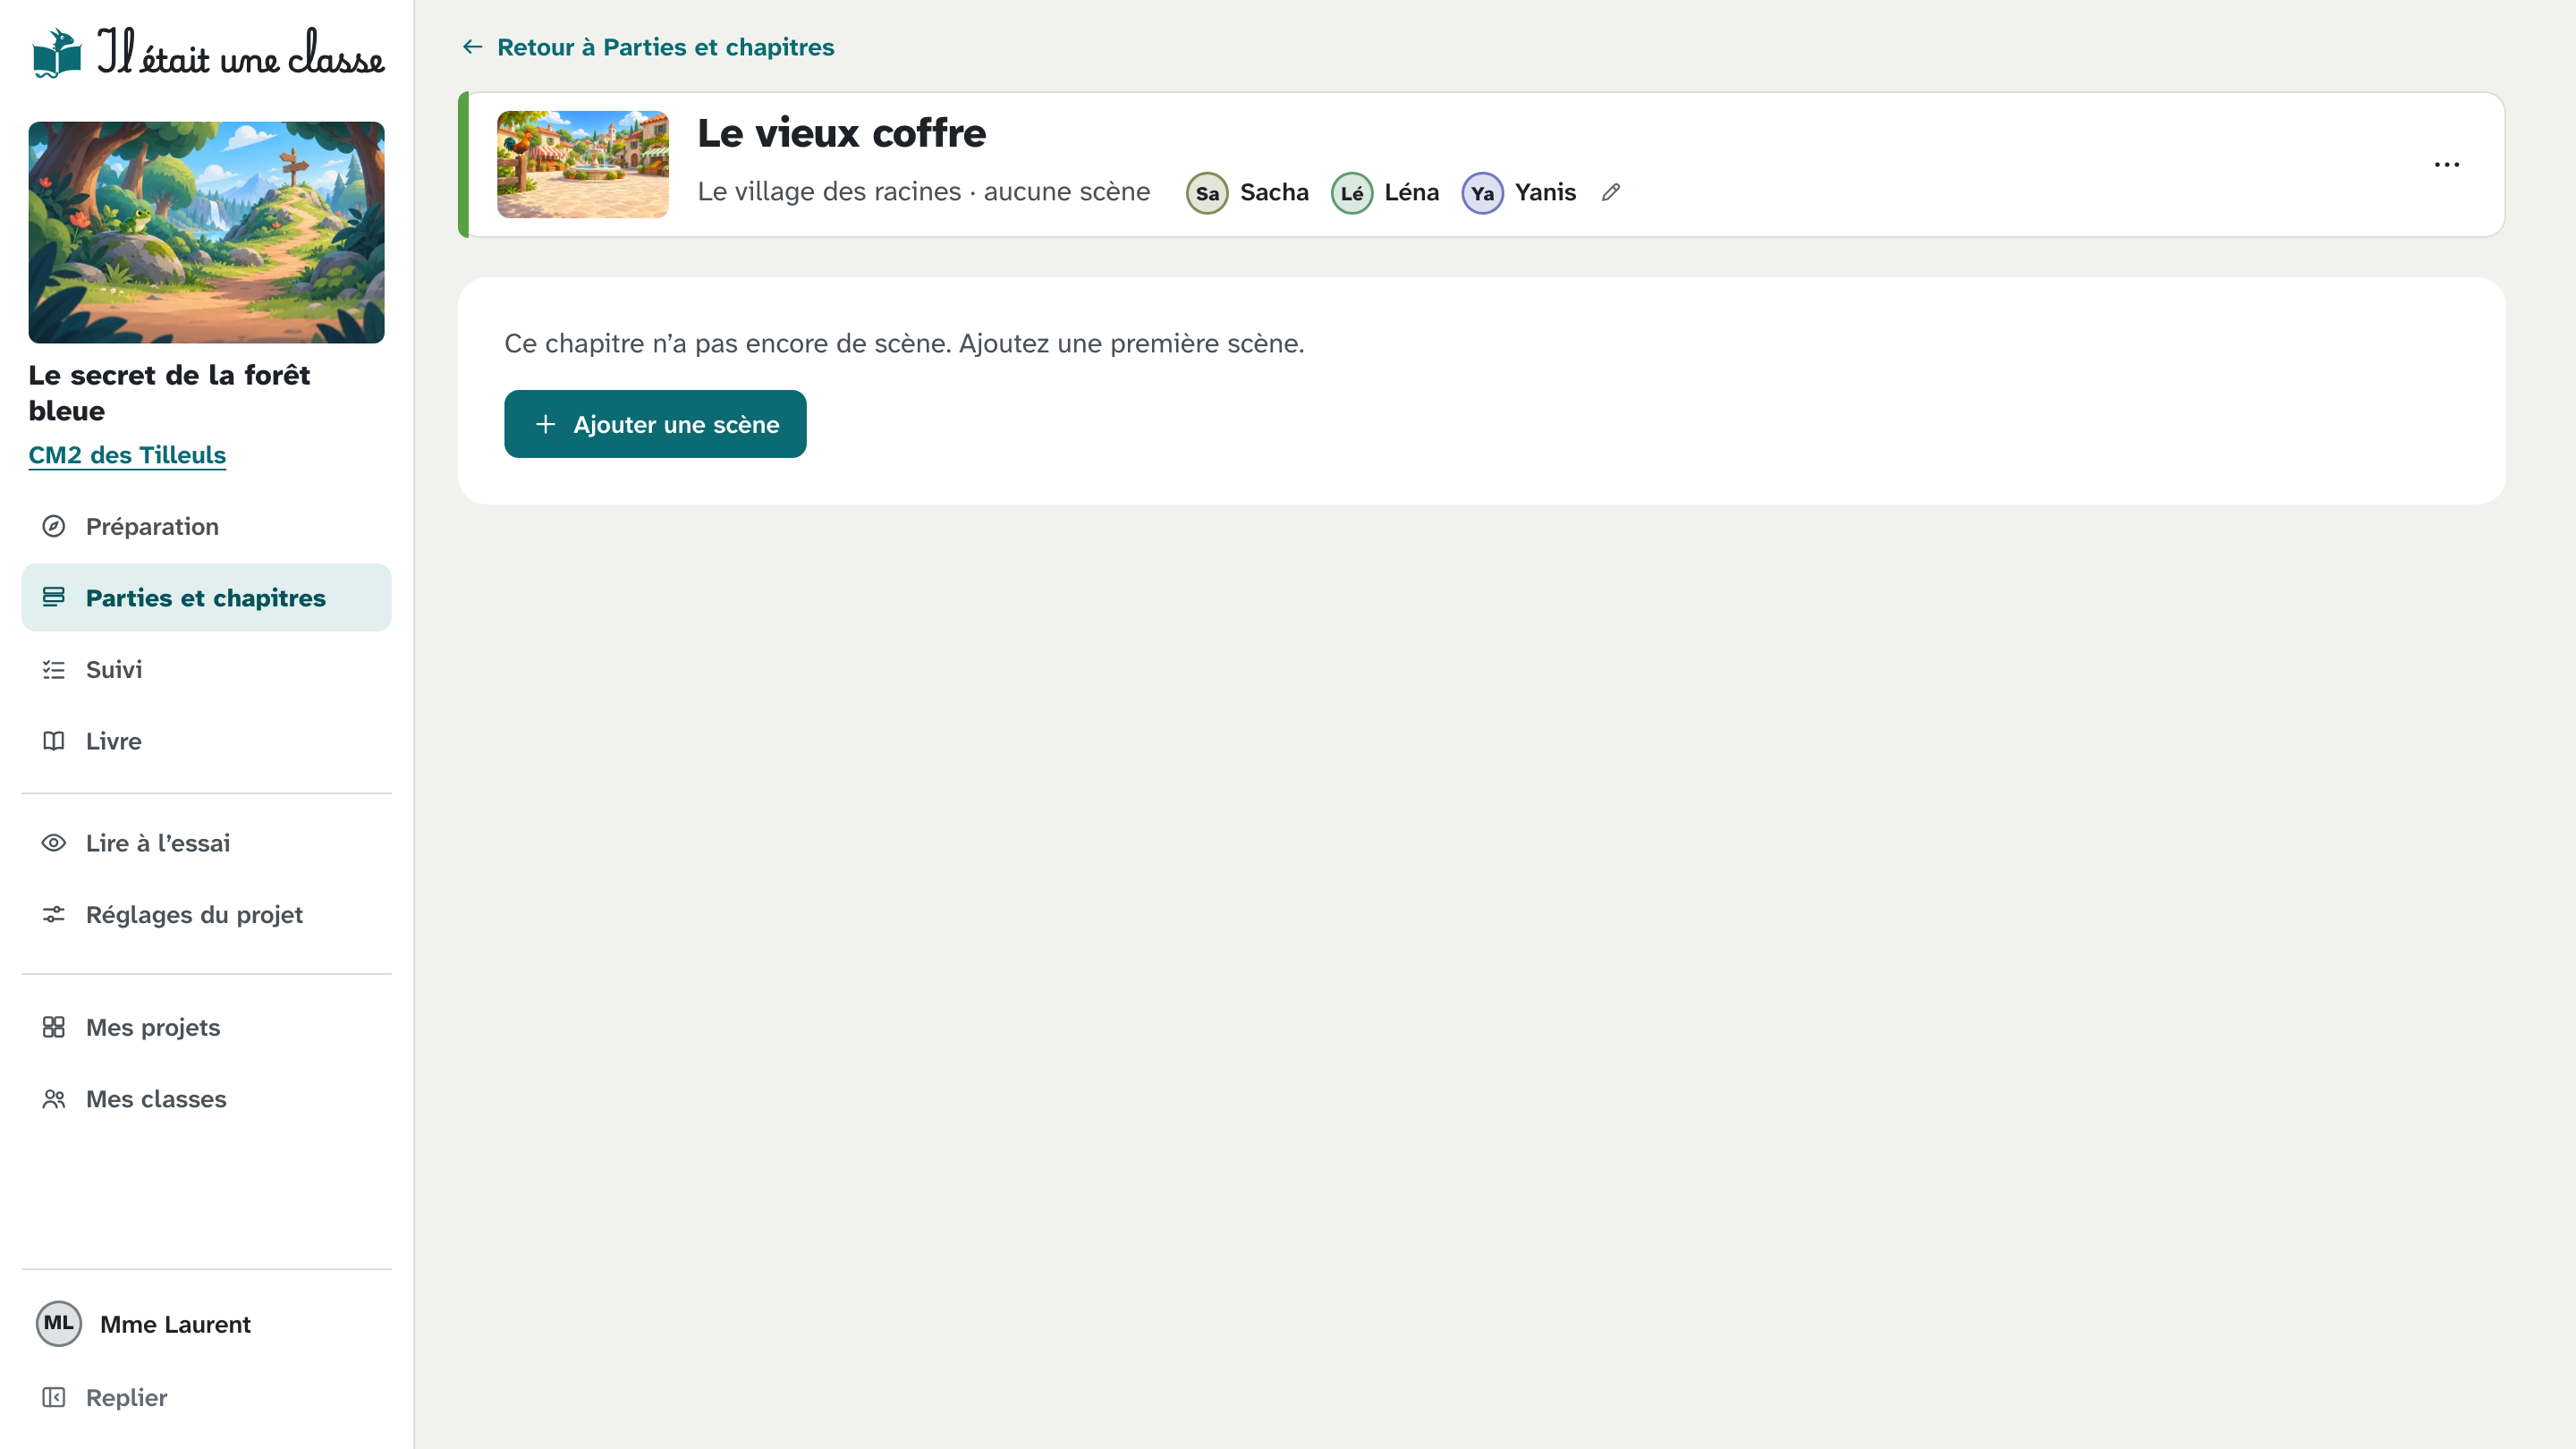 Il était une classe
Le secret de la forêt
bleue
CM2 des Tilleuls
Préparation
Parties et chapitres
Suivi
Livre
Lire à l’essai
Réglages du projet
Mes projets
Mes classes
ML Mme Laurent
Replier
Retour à Parties et chapitres
Le vieux coffre
Le village des racines · aucune scène Sa Sacha Lé Léna Ya Yanis
Ce chapitre n’a pas encore de scène. Ajoutez une première scène.
Ajouter une scène